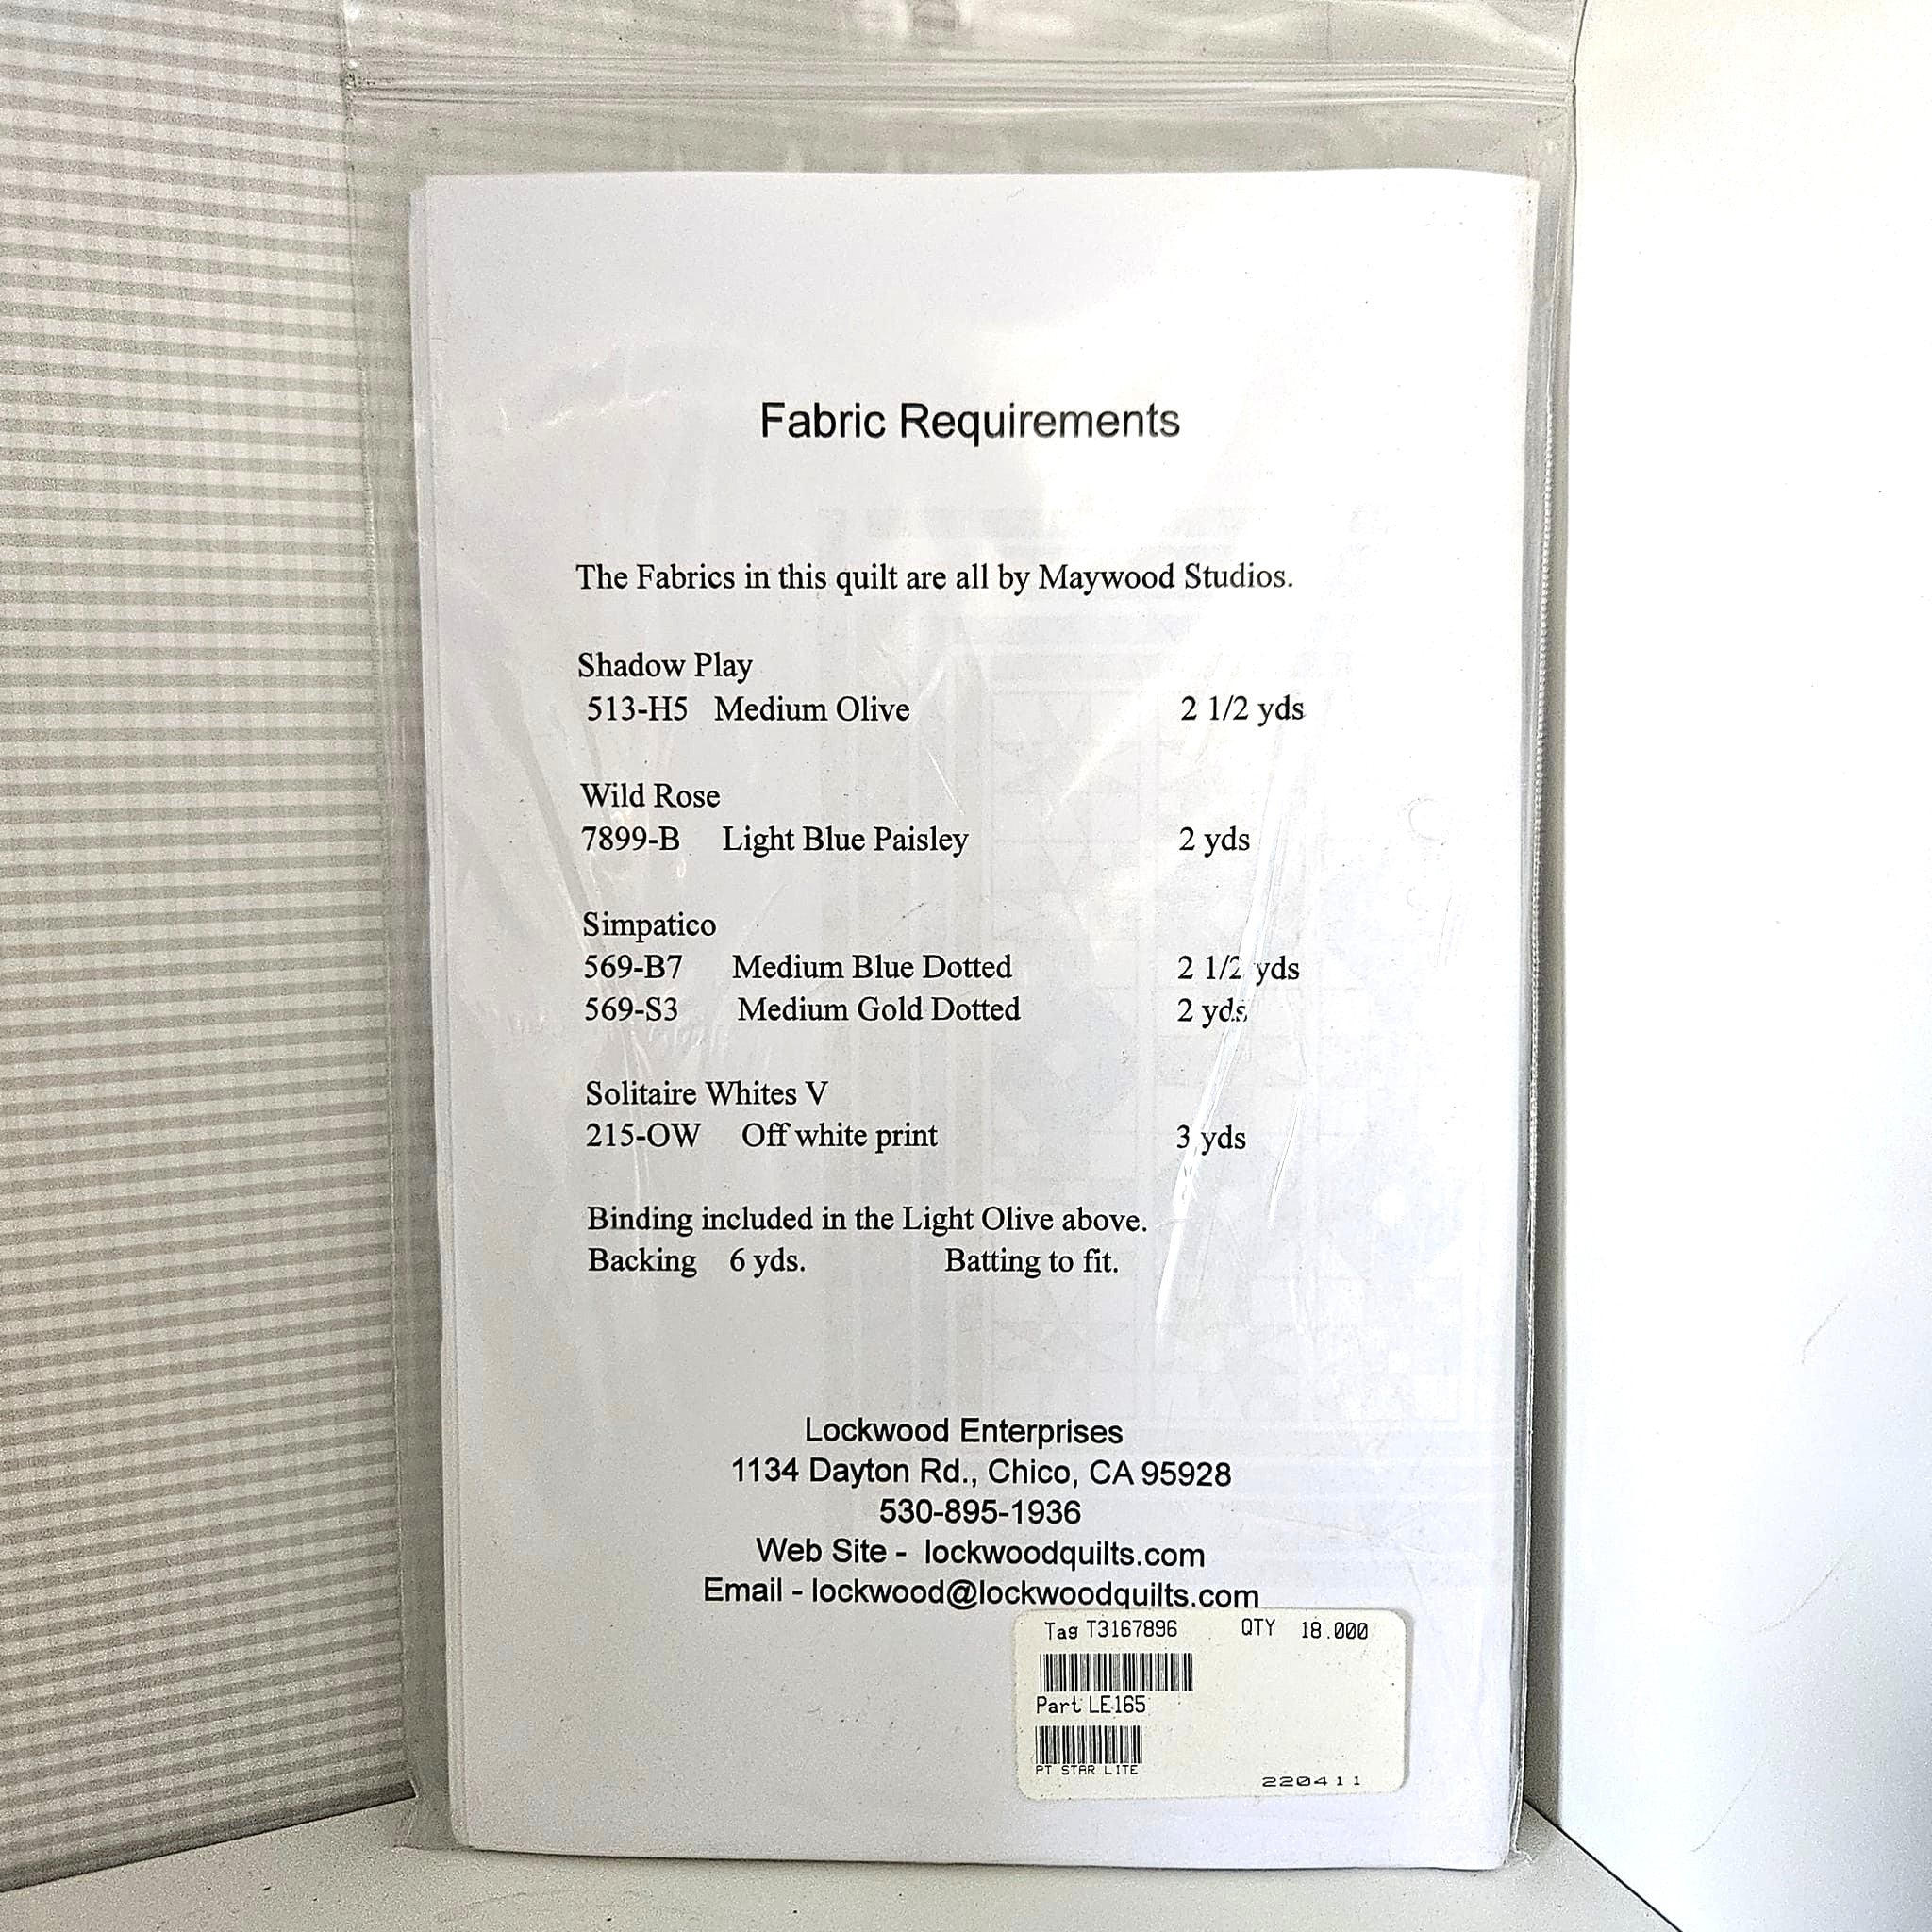 Fabric Requirements
The Fabrics in this quilt are all by Maywood Studios.
Shadow Play
513-H5 Medium Olive 2 1/2 yds
Wild Rose
7899-B Light Blue Paisley 2 yds
Simpatico
569-B7 Medium Blue Dotted 2 1/2 yds
569-S3 Medium Gold Dotted 2 yds
Solitaire Whites V
215-OW Off white print 3 yds
Binding included in the Light Olive above.
Backing 6 yds. Batting to fit.
Lockwood Enterprises
1134 Dayton Rd., Chico, CA 95928
530-895-1936
Web Site - lockwoodquilts.com
Email - lockwood@lockwoodquilts.com
Tag T3167896 QTY 18.000
Part LE165
PT STAR LITE
220411